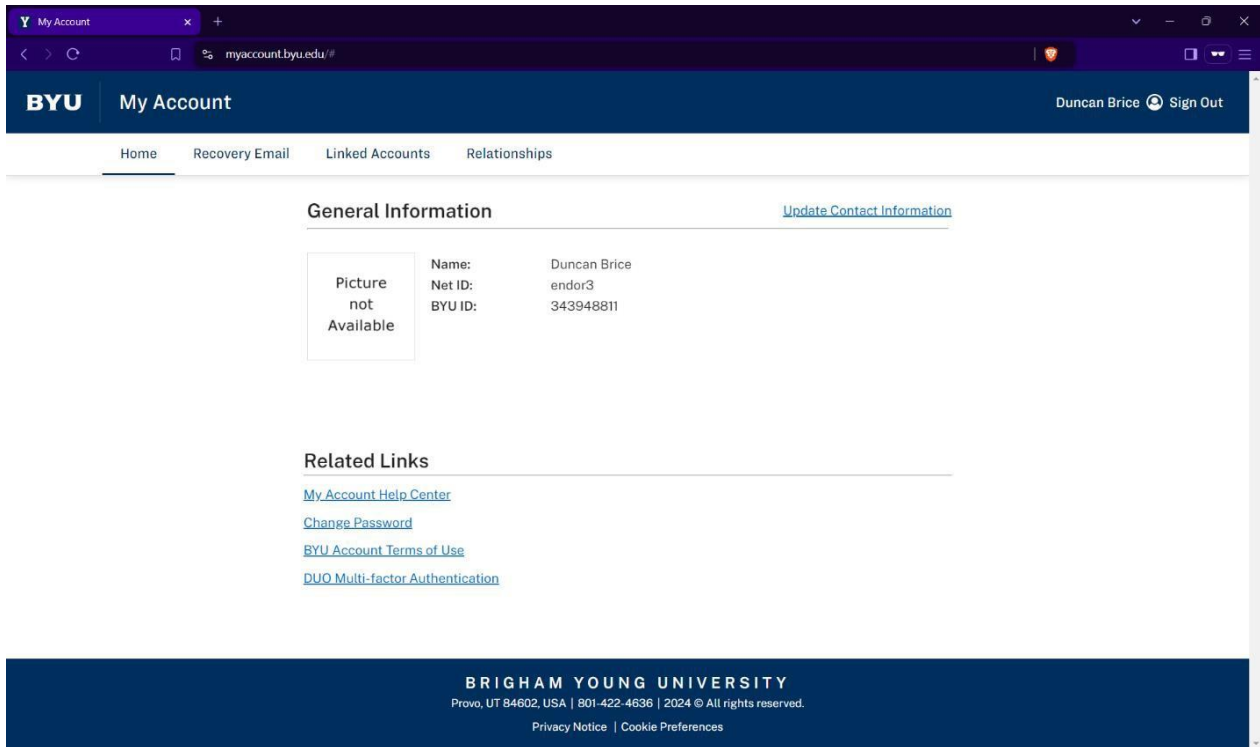 My Account
myaccount.byu.edu/#
BYU My Account Duncan Brice Sign Out
Home Recovery Email Linked Accounts Relationships
General Information Update Contact Information
Picture
not
Available
Name: Duncan Brice
Net ID: endor3
BYU ID: 343948811
Related Links
My Account Help Center
Change Password
BYU Account Terms of Use
DUO Multi-factor Authentication
BRIGHAM YOUNG UNIVERSITY
Provo, UT 84602, USA | 801-422-4636 | 2024 © All rights reserved.
Privacy Notice | Cookie Preferences